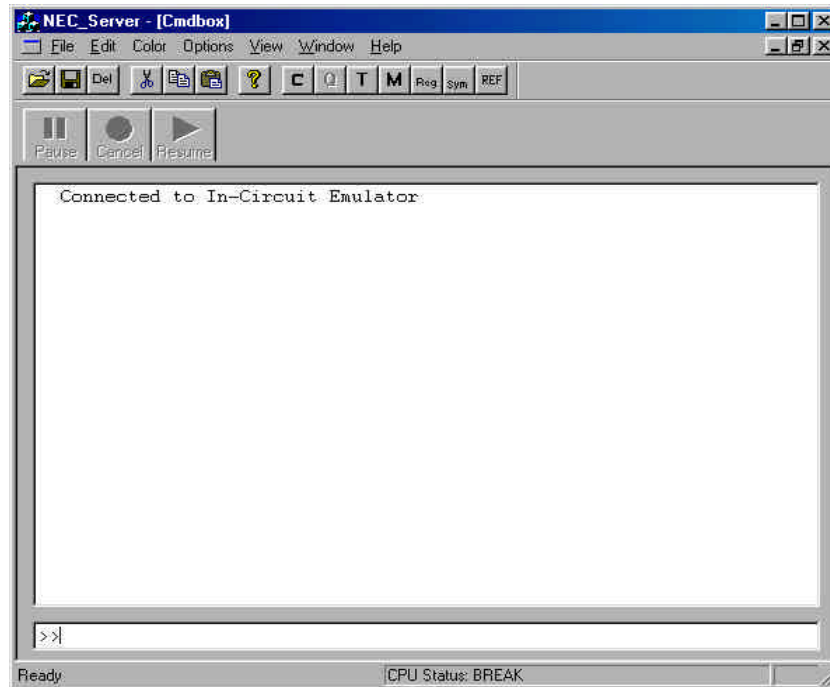 NEC_Server - [Cmdbox]
File Edit Color Options View Window Help
Del C Q T M Reg Sym REF
Pause Cancel Resume
Connected to In-Circuit Emulator
>>
Ready CPU Status: BREAK